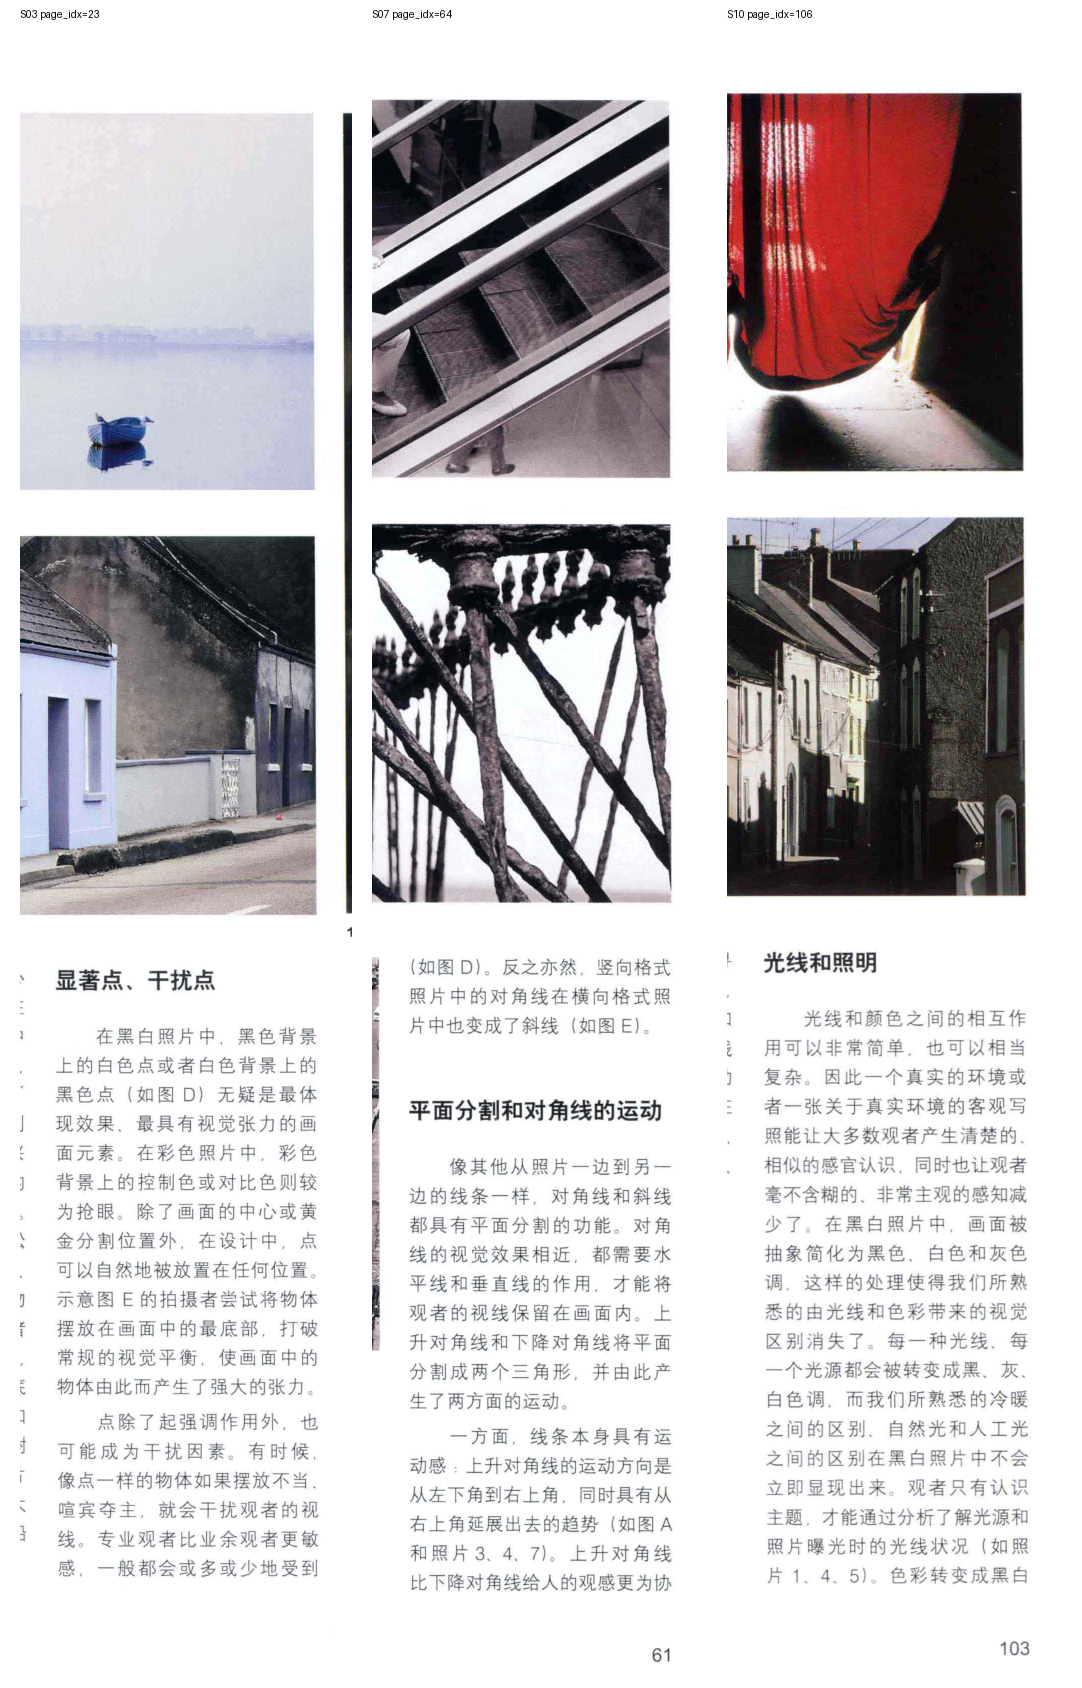 S03 page_idx=23
S07 page_idx=64
S10 page_idx=106
1
显著点、干扰点
在黑白照片中，黑色背景
上的白色点或者白色背景上的
黑色点（如图 D）无疑是最体
现效果、最具有视觉张力的画
面元素。在彩色照片中，彩色
背景上的控制色或对比色则较
为抢眼。除了画面的中心或黄
金分割位置外，在设计中，点
可以自然地被放置在任何位置。
示意图 E 的拍摄者尝试将物体
摆放在画面中的最底部，打破
常规的视觉平衡，使画面中的
物体由此而产生了强大的张力。
点除了起强调作用外，也
可能成为干扰因素。有时候，
像点一样的物体如果摆放不当、
喧宾夺主，就会干扰观者的视
线。专业观者比业余观者更敏
感，一般都会或多或少地受到
（如图 D）。反之亦然，竖向格式
照片中的对角线在横向格式照
片中也变成了斜线（如图 E）。
平面分割和对角线的运动
像其他从照片一边到另一
边的线条一样，对角线和斜线
都具有平面分割的功能。对角
线的视觉效果相近，都需要水
平线和垂直线的作用，才能将
观者的视线保留在画面内。上
升对角线和下降对角线将平面
分割成两个三角形，并由此产
生了两方面的运动。
一方面，线条本身具有运
动感：上升对角线的运动方向是
从左下角到右上角，同时具有从
右上角延展出去的趋势（如图 A
和照片 3、4、7）。上升对角线
比下降对角线给人的观感更为协
61
光线和照明
光线和颜色之间的相互作
用可以非常简单，也可以相当
复杂。因此一个真实的环境或
者一张关于真实环境的客观写
照能让大多数观者产生清楚的、
相似的感官认识，同时也让观者
毫不含糊的、非常主观的感知减
少了。在黑白照片中，画面被
抽象简化为黑色、白色和灰色
调，这样的处理使得我们所熟
悉的由光线和色彩带来的视觉
区别消失了。每一种光线、每
一个光源都会被转变成黑、灰、
白色调，而我们所熟悉的冷暖
之间的区别、自然光和人工光
之间的区别在黑白照片中不会
立即显现出来。观者只有认识
主题，才能通过分析了解光源和
照片曝光时的光线状况（如照
片 1、4、5）。色彩转变成黑白
103